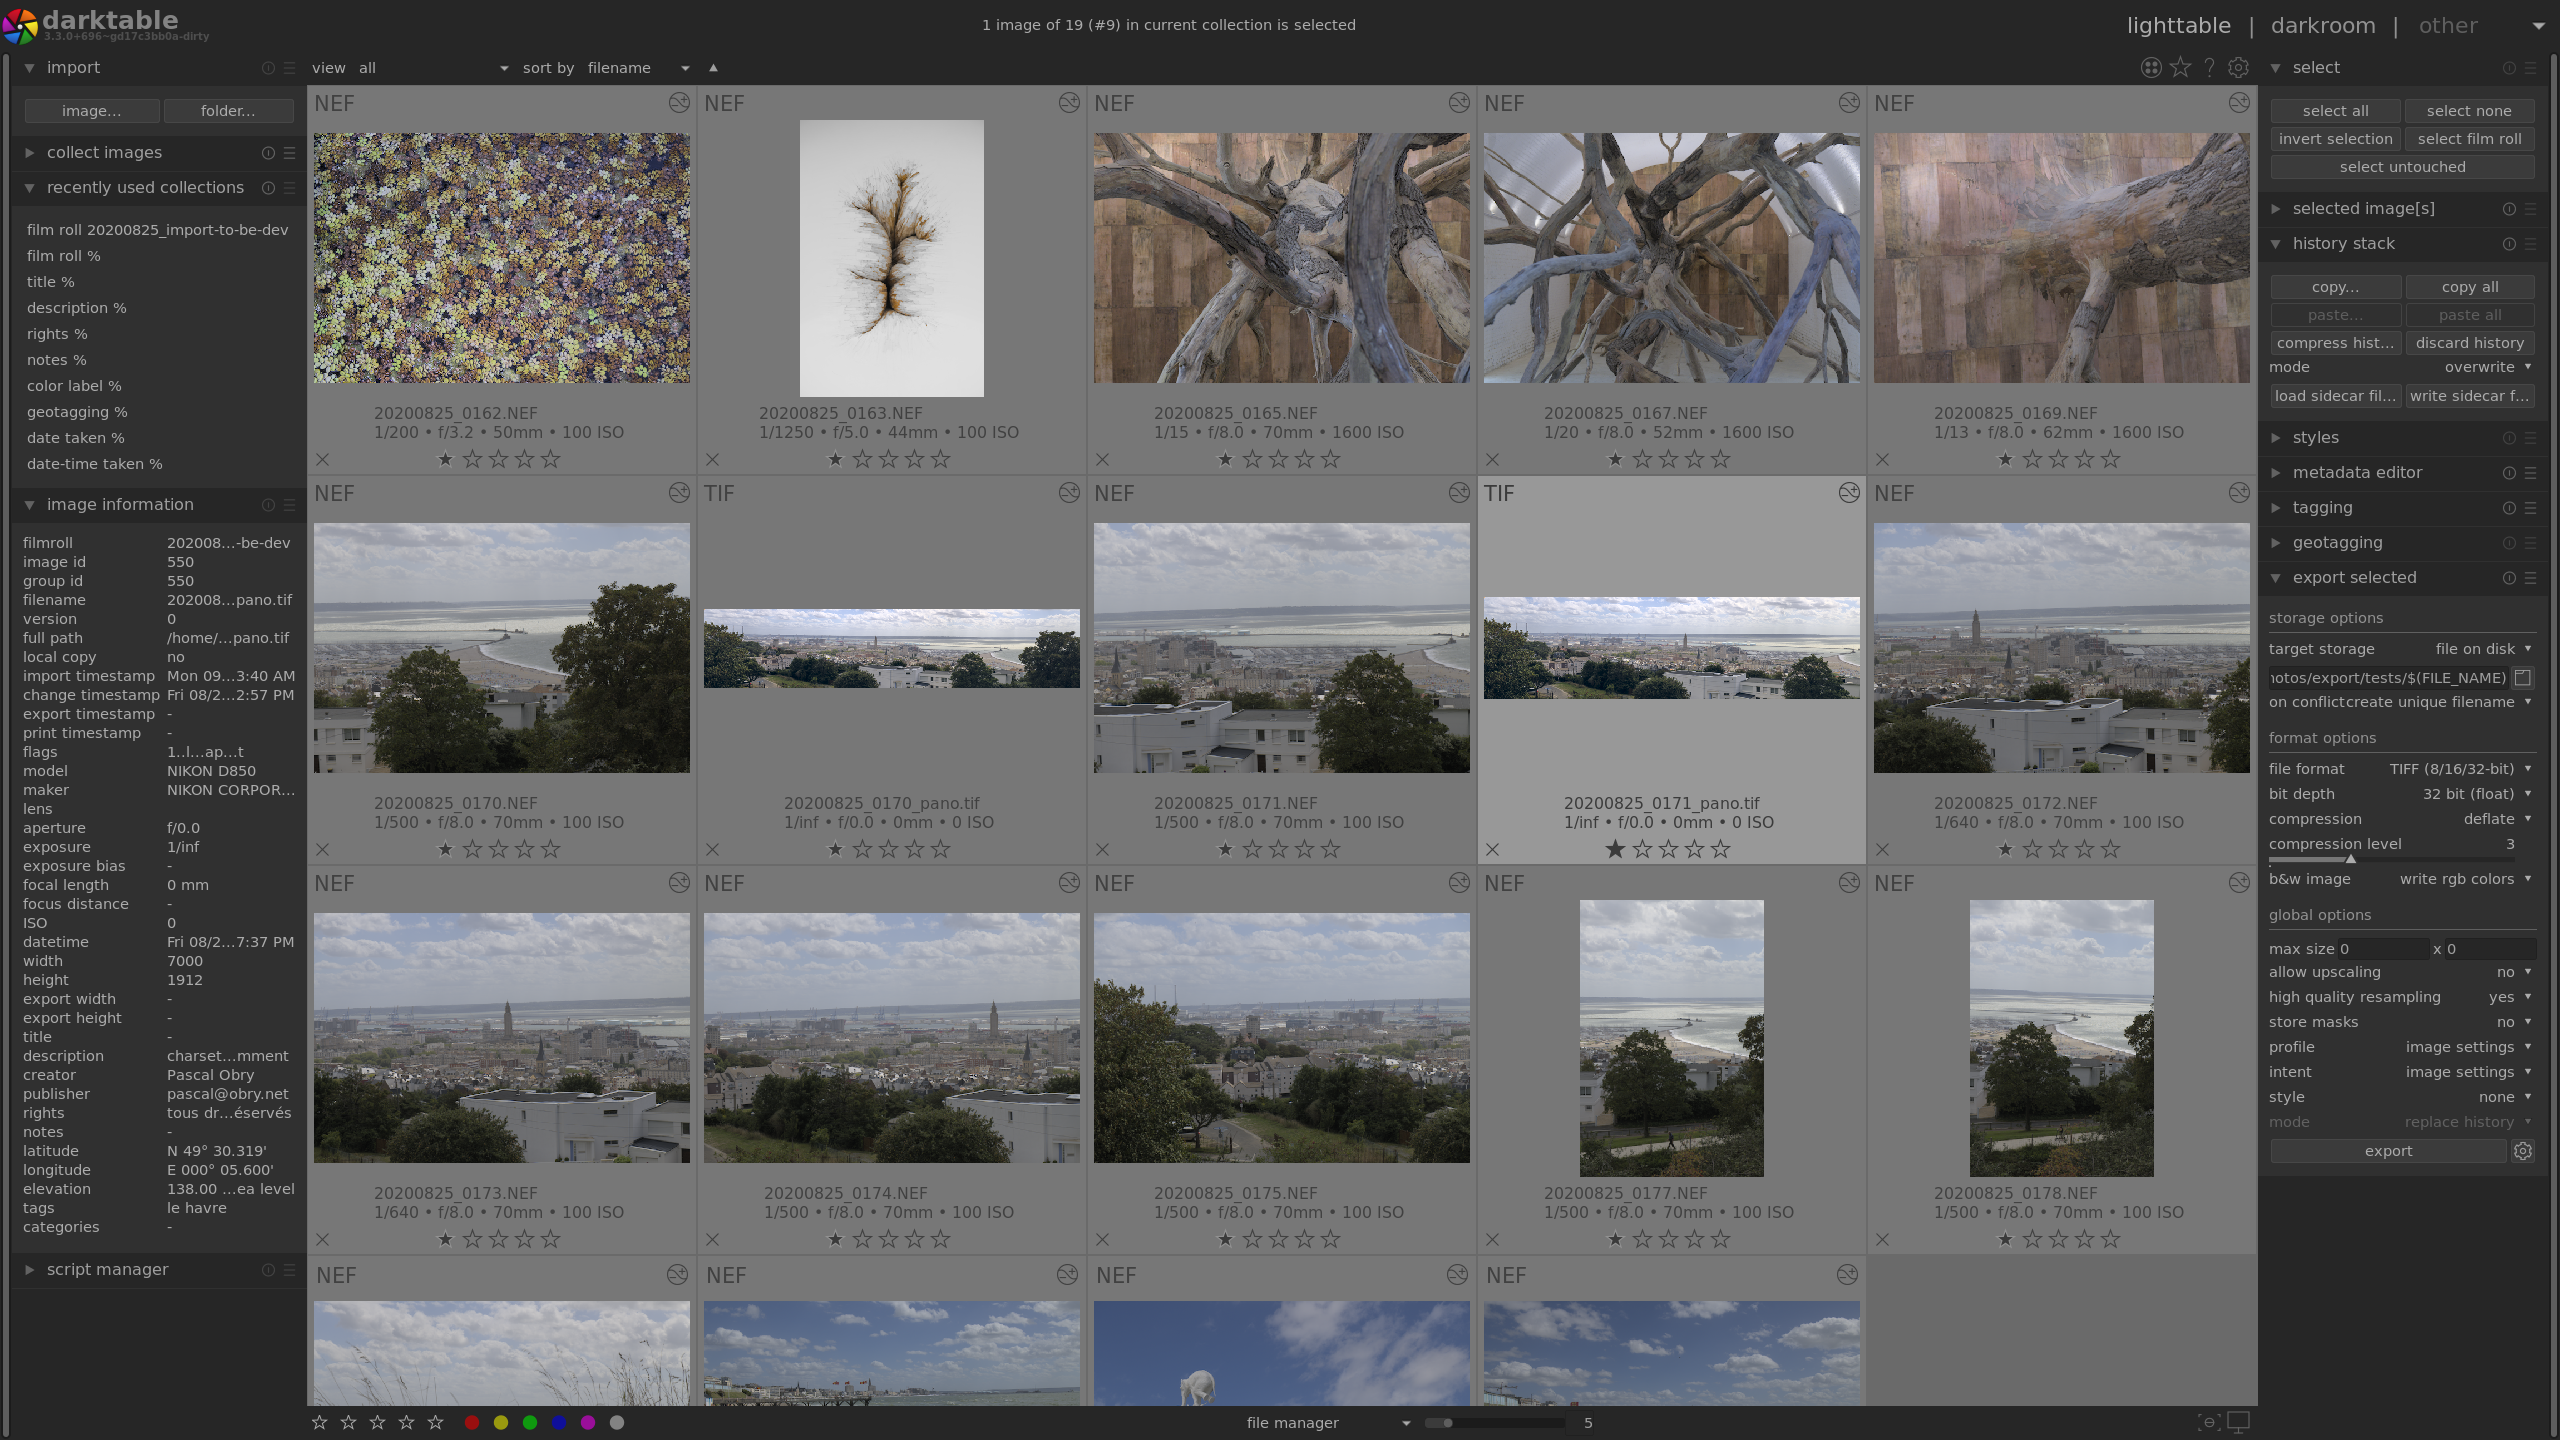 darktable
3.3.0+696~gd17c3bb0a-dirty
1 image of 19 (#9) in current collection is selected
lighttable | darkroom | other
import
image...
folder...
collect images
recently used collections
film roll 20200825_import-to-be-dev
film roll %
title %
description %
rights %
notes %
color label %
geotagging %
date taken %
date-time taken %
image information
filmroll 202008...-be-dev
image id 550
group id 550
filename 202008...pano.tif
version 0
full path /home/...pano.tif
local copy no
import timestamp Mon 09...3:40 AM
change timestamp Fri 08/2...2:57 PM
export timestamp -
print timestamp -
flags 1..l...ap...t
model NIKON D850
maker NIKON CORPOR...
lens
aperture f/0.0
exposure 1/inf
exposure bias -
focal length 0 mm
focus distance -
ISO 0
datetime Fri 08/2...7:37 PM
width 7000
height 1912
export width -
export height -
title -
description charset...mment
creator Pascal Obry
publisher pascal@obry.net
rights tous dr...éservés
notes -
latitude N 49° 30.319'
longitude E 000° 05.600'
elevation 138.00 ...ea level
tags le havre
categories -
script manager
view all sort by filename
NEF
20200825_0162.NEF
1/200 • f/3.2 • 50mm • 100 ISO
NEF
20200825_0163.NEF
1/1250 • f/5.0 • 44mm • 100 ISO
NEF
20200825_0165.NEF
1/15 • f/8.0 • 70mm • 1600 ISO
NEF
20200825_0167.NEF
1/20 • f/8.0 • 52mm • 1600 ISO
NEF
20200825_0169.NEF
1/13 • f/8.0 • 62mm • 1600 ISO
NEF
20200825_0170.NEF
1/500 • f/8.0 • 70mm • 100 ISO
TIF
20200825_0170_pano.tif
1/inf • f/0.0 • 0mm • 0 ISO
NEF
20200825_0171.NEF
1/500 • f/8.0 • 70mm • 100 ISO
TIF
20200825_0171_pano.tif
1/inf • f/0.0 • 0mm • 0 ISO
NEF
20200825_0172.NEF
1/640 • f/8.0 • 70mm • 100 ISO
NEF
20200825_0173.NEF
1/640 • f/8.0 • 70mm • 100 ISO
NEF
20200825_0174.NEF
1/500 • f/8.0 • 70mm • 100 ISO
NEF
20200825_0175.NEF
1/500 • f/8.0 • 70mm • 100 ISO
NEF
20200825_0177.NEF
1/500 • f/8.0 • 70mm • 100 ISO
NEF
20200825_0178.NEF
1/500 • f/8.0 • 70mm • 100 ISO
NEF
NEF
NEF
NEF
file manager 5
select
select all
select none
invert selection
select film roll
select untouched
selected image[s]
history stack
copy...
copy all
paste...
paste all
compress hist...
discard history
mode overwrite
load sidecar fil...
write sidecar f...
styles
metadata editor
tagging
geotagging
export selected
storage options
target storage file on disk
otos/export/tests/$(FILE_NAME)
on conflict create unique filename
format options
file format TIFF (8/16/32-bit)
bit depth 32 bit (float)
compression deflate
compression level 3
b&w image write rgb colors
global options
max size 0 x 0
allow upscaling no
high quality resampling yes
store masks no
profile image settings
intent image settings
style none
mode replace history
export